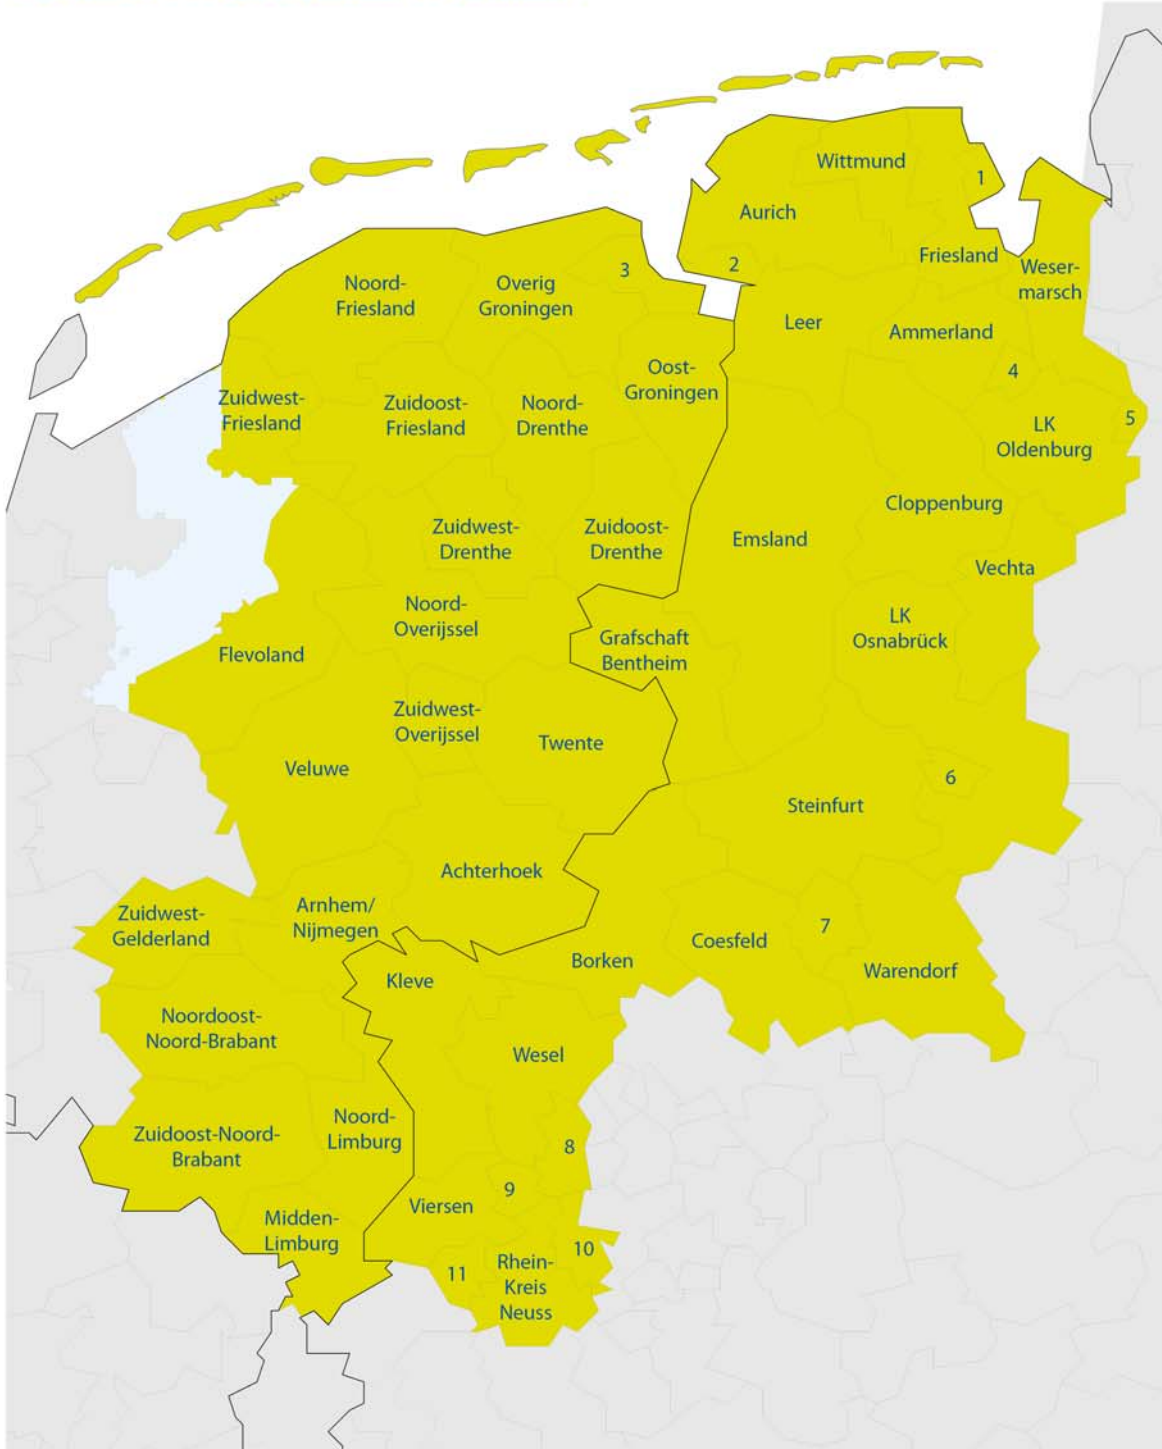 Wittmund
1
Aurich
2
Friesland
Weser-
marsch
Noord-
Friesland
Overig
Groningen
3
Leer
Ammerland
4
5
Oost-
Groningen
Zuidwest-
Friesland
Zuidoost-
Friesland
Noord-
Drenthe
LK
Oldenburg
Cloppenburg
Zuidwest-
Drenthe
Zuidoost-
Drenthe
Emsland
Vechta
Noord-
Overijssel
Grafschaft
Bentheim
LK
Osnabrück
Flevoland
Zuidwest-
Overijssel
Twente
Veluwe
6
Steinfurt
Achterhoek
Zuidwest-
Gelderland
Arnhem/
Nijmegen
Coesfeld
7
Borken
Warendorf
Kleve
Noordoost-
Noord-Brabant
Wesel
Zuidoost-Noord-
Brabant
Noord-
Limburg
8
9
Viersen
Midden-
Limburg
10
11
Rhein-
Kreis
Neuss